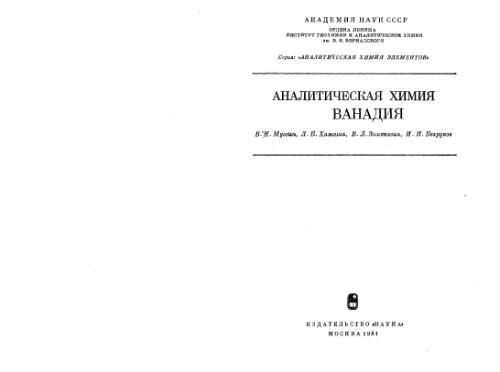 АКАДЕМИЯ НАУК СССР
ОРДЕНА ЛЕНИНА
ИНСТИТУТ ГЕОХИМИИ И АНАЛИТИЧЕСКОЙ ХИМИИ
им. В. И. ВЕРНАДСКОГО
Серия: «АНАЛИТИЧЕСКАЯ ХИМИЯ ЭЛЕМЕНТОВ»
АНАЛИТИЧЕСКАЯ ХИМИЯ
ВАНАДИЯ
В. Н. Музгин, Л. Б. Хамзина, В. Л. Золотавин, И. Я. Безруков
ИЗДАТЕЛЬСТВО «НАУКА»
МОСКВА 1981